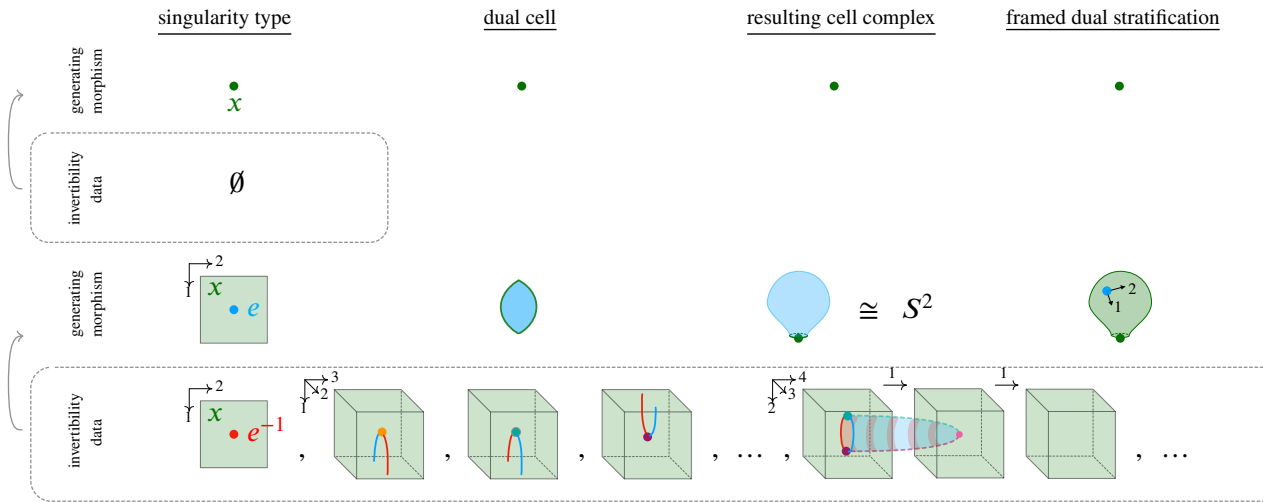 singularity type
dual cell
resulting cell complex
framed dual stratification
generating
morphism
x
invertibility
data
∅
generating
morphism
2
1
x
e
≅ S²
2
1
invertibility
data
2
1
x
e⁻¹
,
3
2
1
,
,
, … ,
4
3
2
1
1
, …